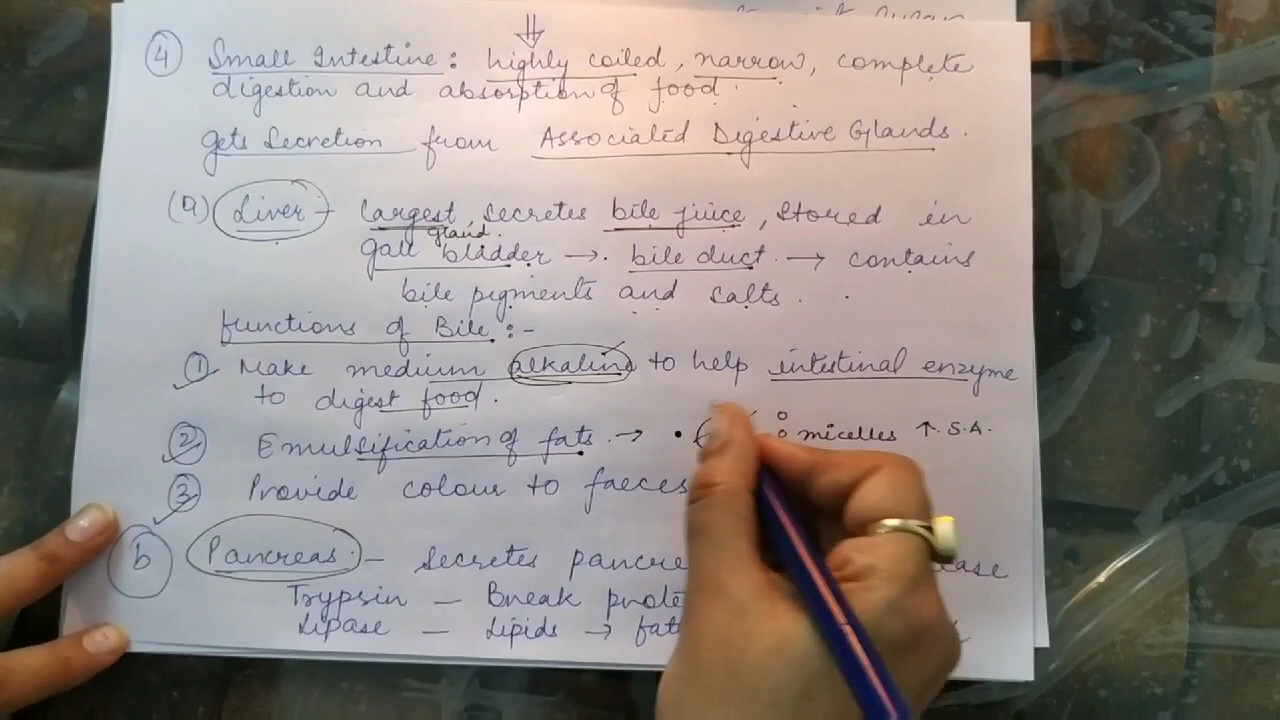 ④ Small Intestine : highly coiled, narrow, complete
digestion and absorption of food.
gets Secretion from Associated Digestive Glands.
(a) Liver - Largest gland, secretes bile juice, stored in
gall bladder → bile duct → contains
bile pigments and salts.
functions of Bile :-
① Make medium alkaline to help intestinal enzyme
to digest food.
② Emulsification of fats. → micelles ↑ S.A.
③ Provide colour to faeces
b Pancreas - Secretes
Trypsin — Break
Lipase — Lipids →